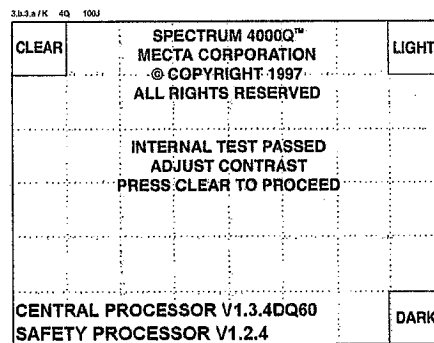 3.b.3.a / K 4Q 100J
CLEAR
SPECTRUM 4000Q™
MECTA CORPORATION
© COPYRIGHT 1997
ALL RIGHTS RESERVED
LIGHT
INTERNAL TEST PASSED
ADJUST CONTRAST
PRESS CLEAR TO PROCEED
CENTRAL PROCESSOR V1.3.4DQ60
SAFETY PROCESSOR V1.2.4
DARK